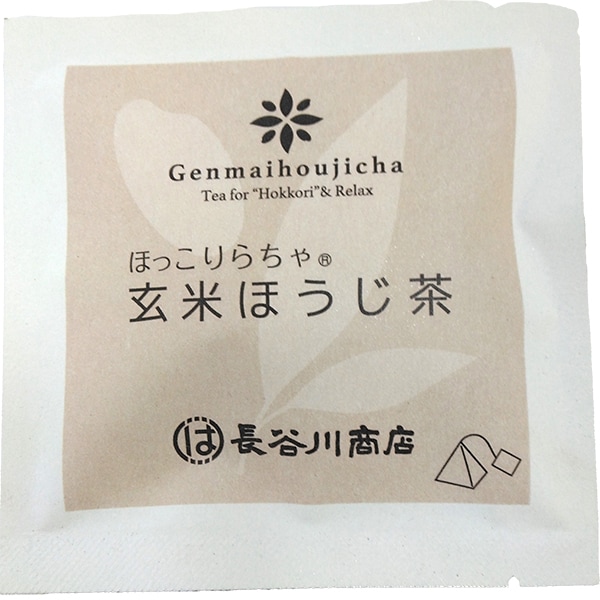 Genmaihoujicha
Tea for “Hokkori”& Relax
ほっこりらちゃ®
玄米ほうじ茶
は 長谷川商店